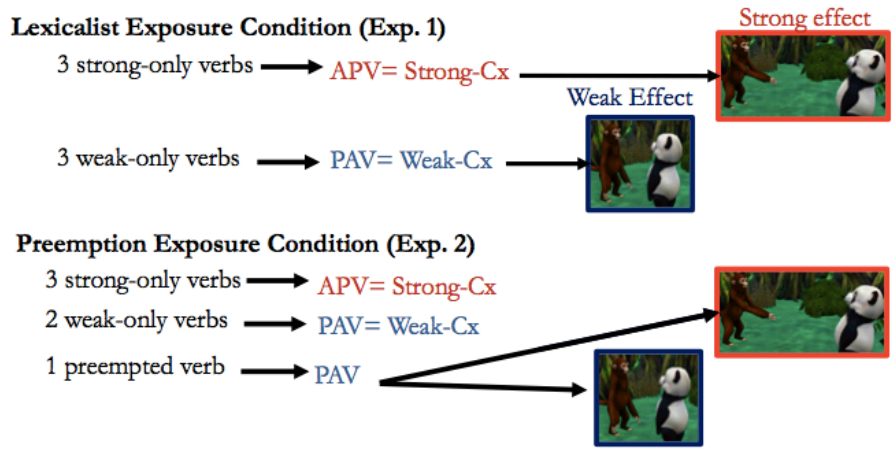 Lexicalist Exposure Condition (Exp. 1)
Strong effect
3 strong-only verbs
APV= Strong-Cx
Weak Effect
3 weak-only verbs
PAV= Weak-Cx
Preemption Exposure Condition (Exp. 2)
3 strong-only verbs
APV= Strong-Cx
2 weak-only verbs
PAV= Weak-Cx
1 preempted verb
PAV